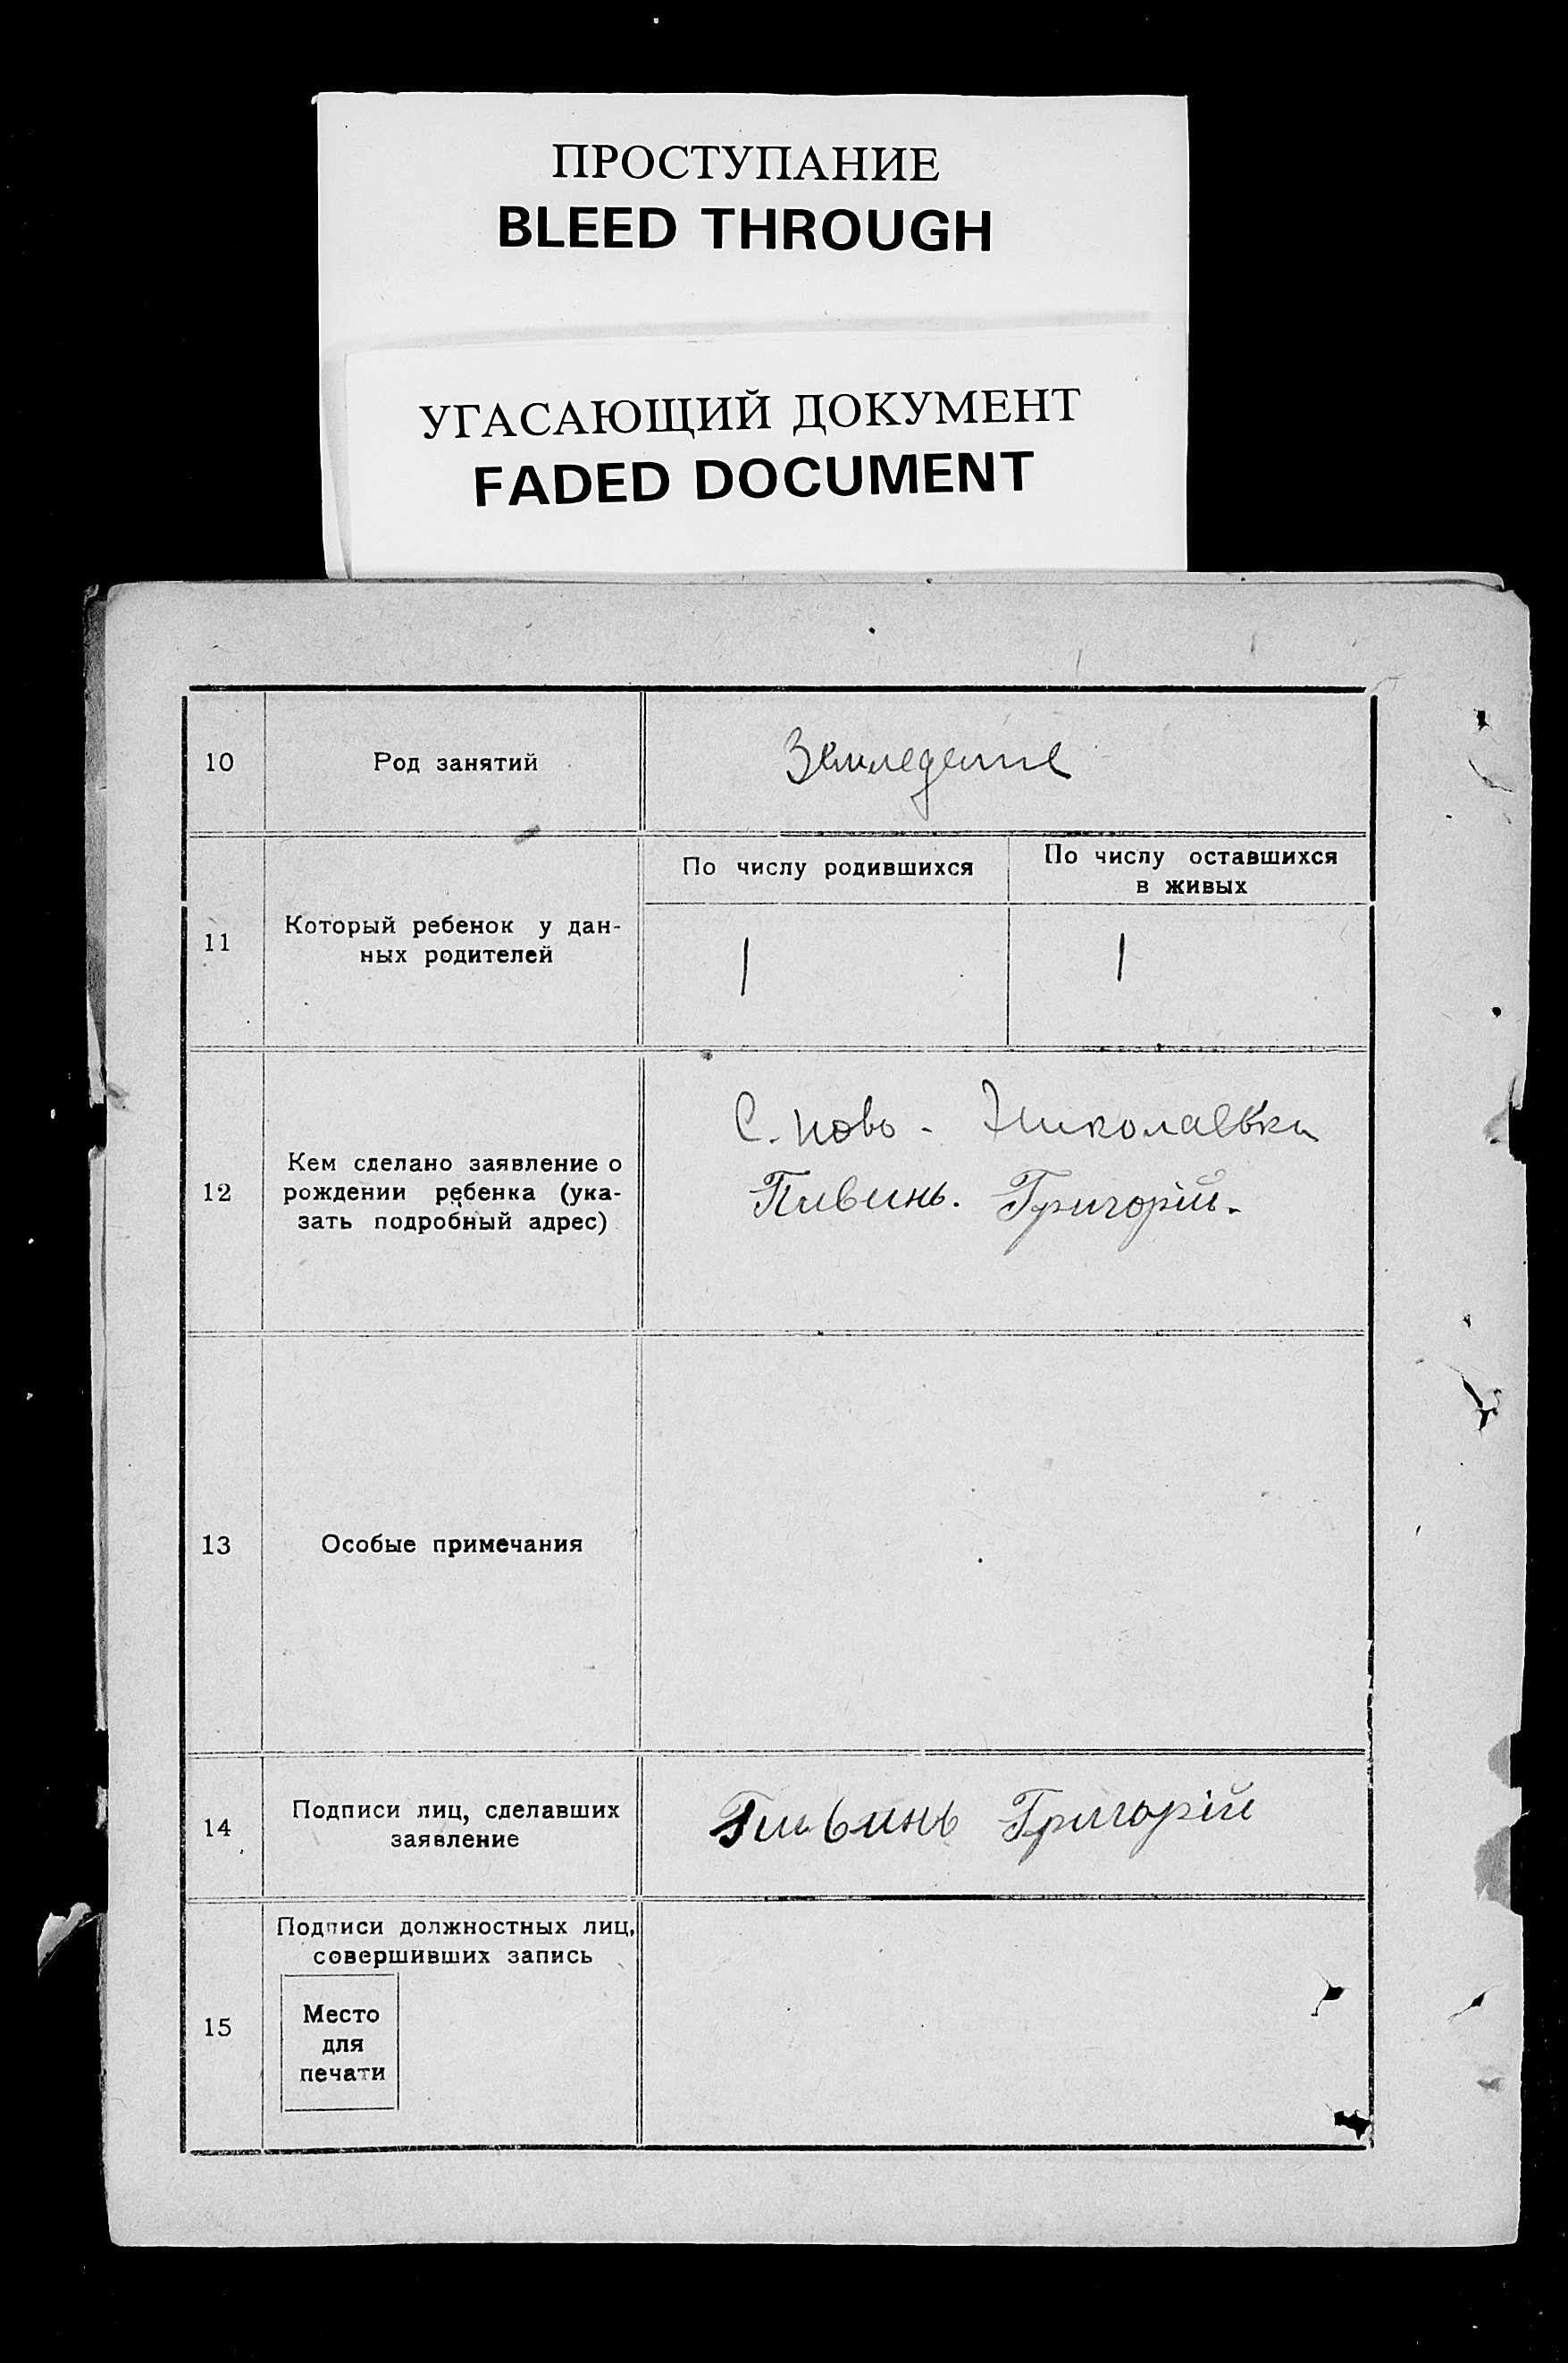 ПРОСТУПАНИЕ
BLEED THROUGH
УГАСАЮЩИЙ ДОКУМЕНТ
FADED DOCUMENT
10
Род занятий
Земледелие
11
Который ребенок у дан-
ных родителей
По числу родившихся
По числу оставшихся
в живых
1
1
12
Кем сделано заявление о
рождении ребенка (ука-
зать подробный адрес)
С. Ново - Николаевка
Пивинь. Григорій.
13
Особые примечания
14
Подписи лиц, сделавших
заявление
Пивинь Григорій
15
Подписи должностных лиц,
совершивших запись
Место
для
печати